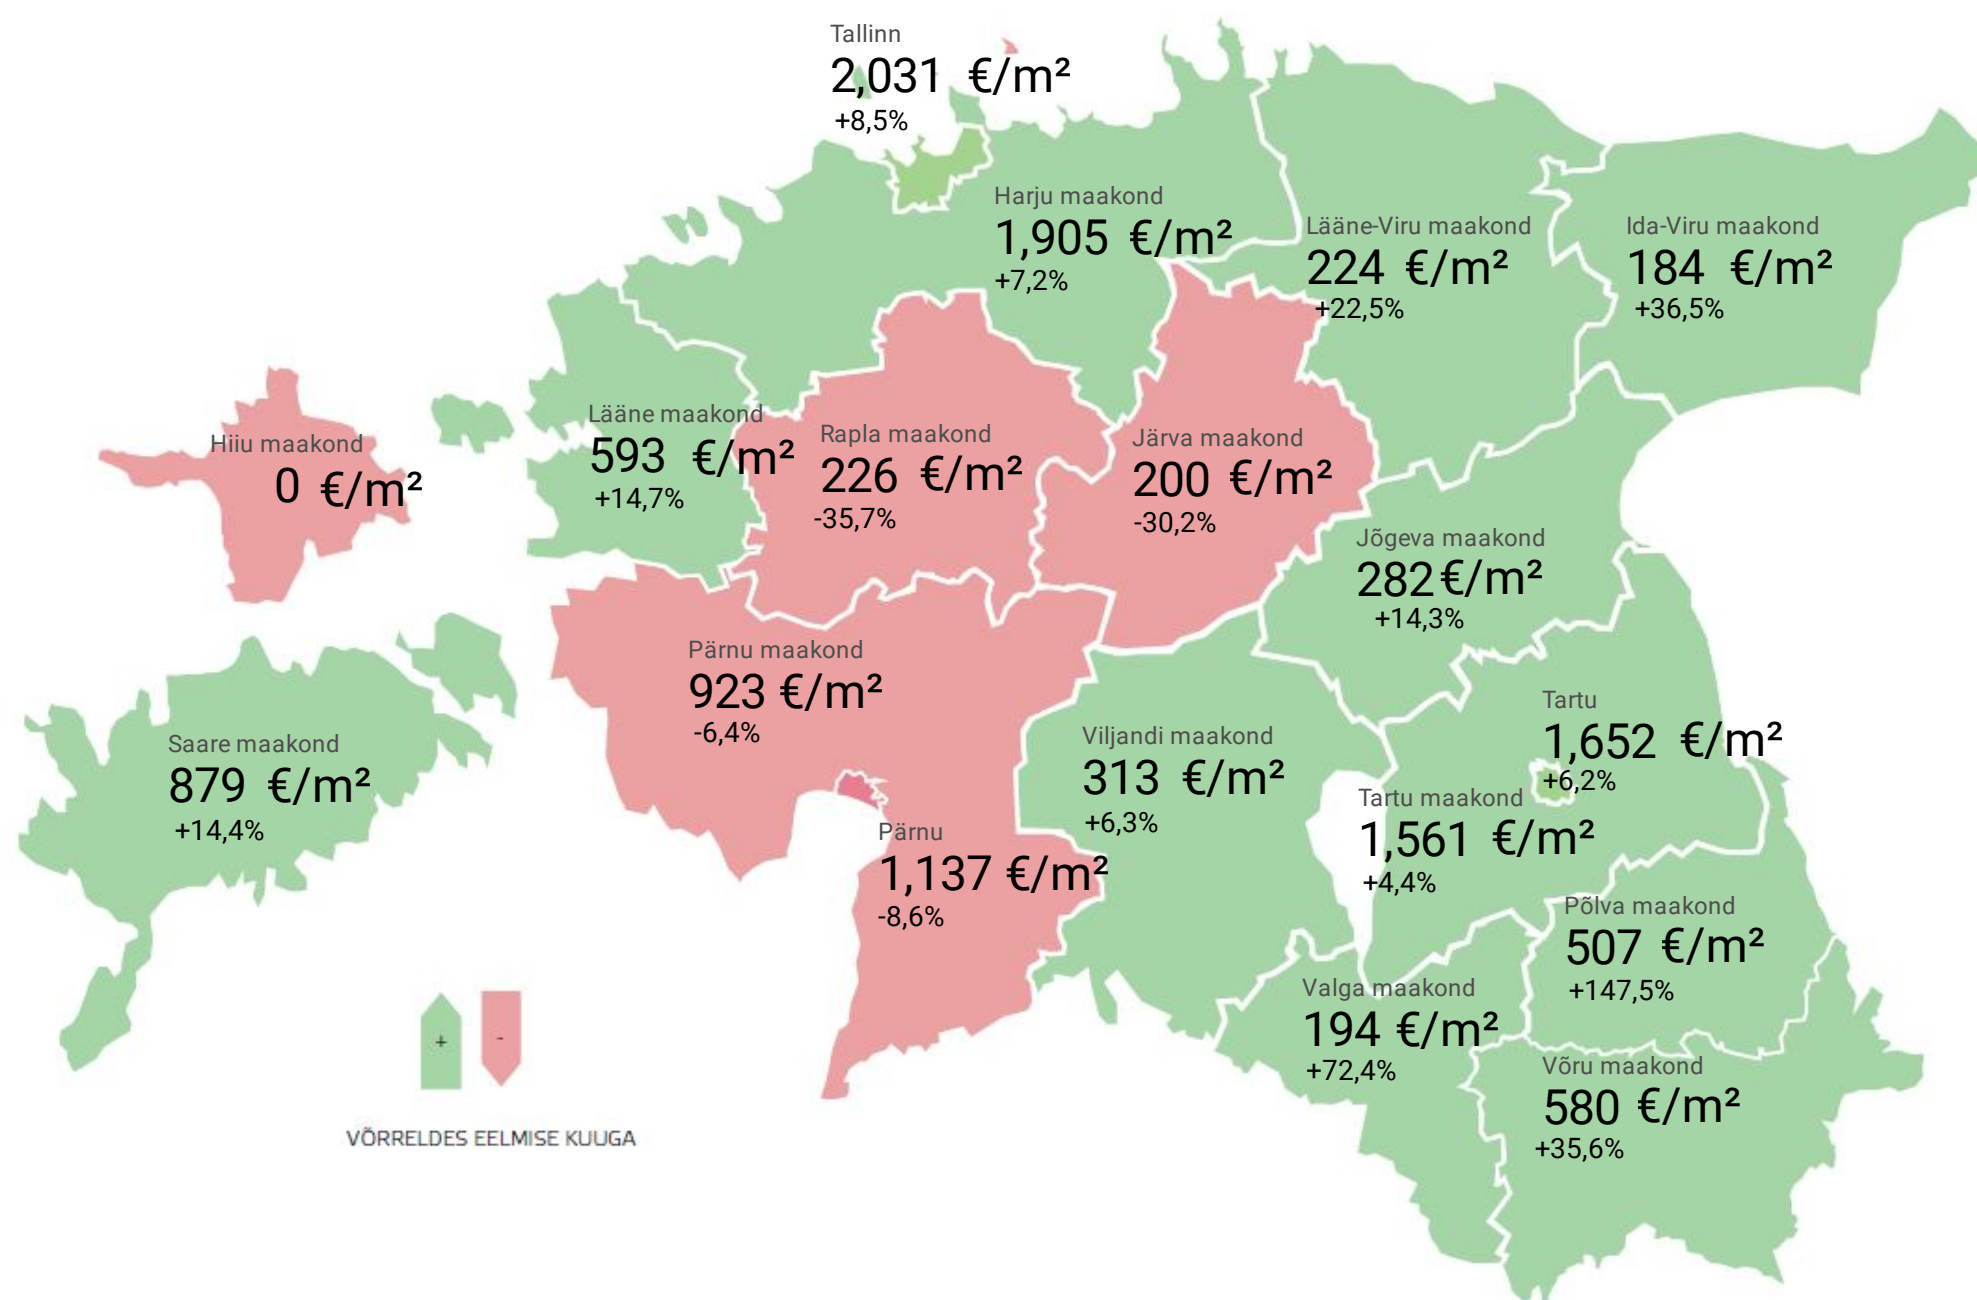 Tallinn
2,031 €/m²
+8,5%
Harju maakond
1,905 €/m²
+7,2%
Lääne-Viru maakond
224 €/m²
+22,5%
Ida-Viru maakond
184 €/m²
+36,5%
Hiiu maakond
0 €/m²
Lääne maakond
593 €/m²
+14,7%
Rapla maakond
226 €/m²
-35,7%
Järva maakond
200 €/m²
-30,2%
Jõgeva maakond
282 €/m²
+14,3%
Pärnu maakond
923 €/m²
-6,4%
Saare maakond
879 €/m²
+14,4%
Viljandi maakond
313 €/m²
+6,3%
Tartu
1,652 €/m²
+6,2%
Tartu maakond
1,561 €/m²
+4,4%
Pärnu
1,137 €/m²
-8,6%
Põlva maakond
507 €/m²
+147,5%
Valga maakond
194 €/m²
+72,4%
Võru maakond
580 €/m²
+35,6%
+ -
VÕRRELDES EELMISE KUUGA